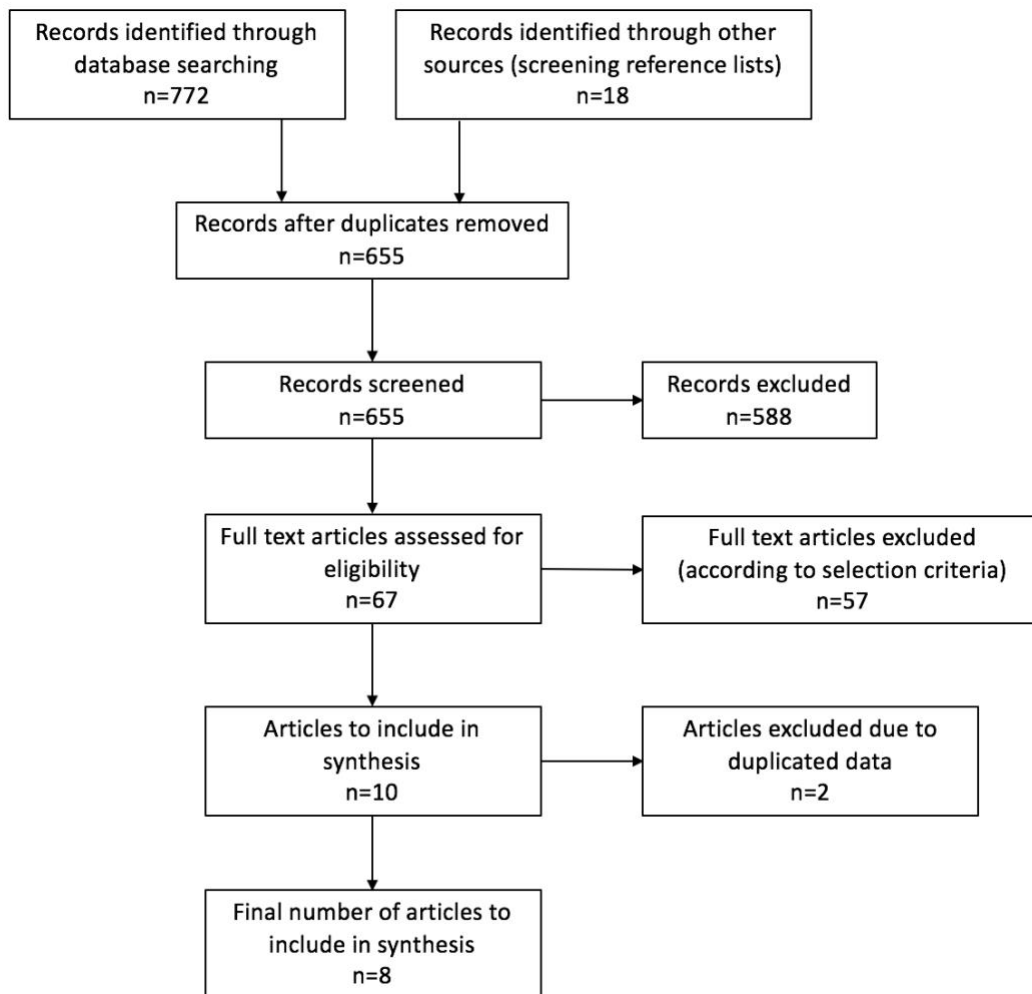 Records identified through
database searching
n=772
Records identified through other
sources (screening reference lists)
n=18
Records after duplicates removed
n=655
Records screened
n=655
Records excluded
n=588
Full text articles assessed for
eligibility
n=67
Full text articles excluded
(according to selection criteria)
n=57
Articles to include in
synthesis
n=10
Articles excluded due to
duplicated data
n=2
Final number of articles to
include in synthesis
n=8